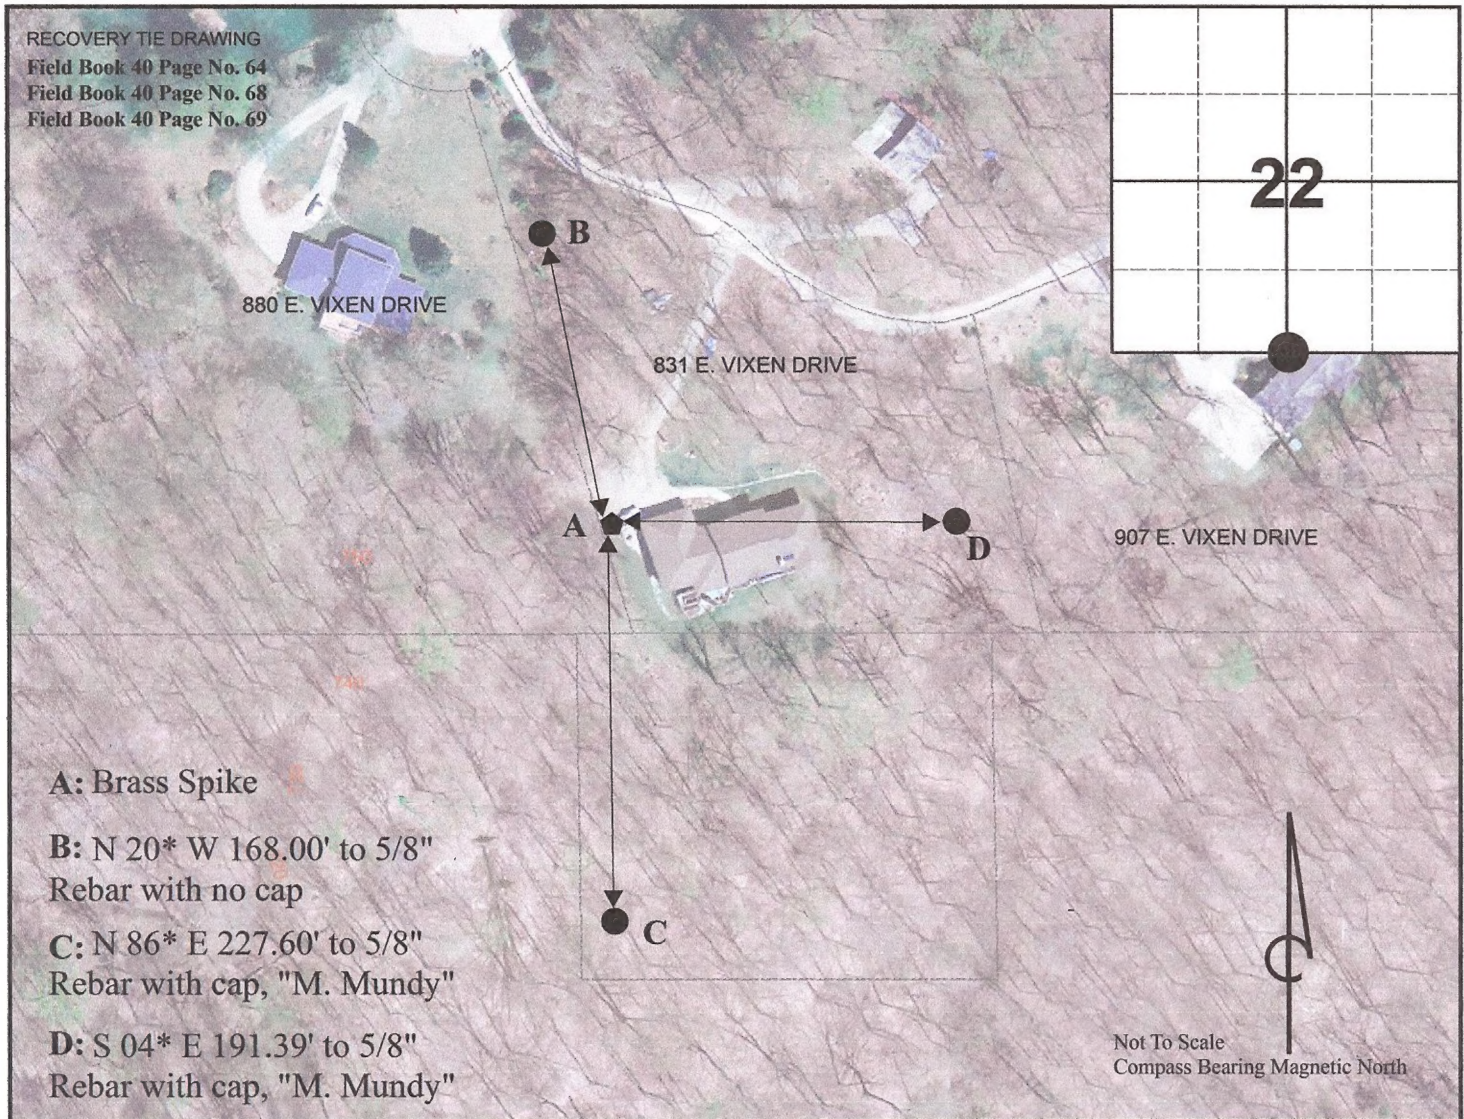 RECOVERY TIE DRAWING
Field Book 40 Page No. 64
Field Book 40 Page No. 68
Field Book 40 Page No. 69
22
B
880 E. VIXEN DRIVE
831 E. VIXEN DRIVE
A
D
907 E. VIXEN DRIVE
740
A: Brass Spike
B: N 20* W 168.00' to 5/8"
Rebar with no cap
C: N 86* E 227.60' to 5/8"
Rebar with cap, "M. Mundy"
D: S 04* E 191.39' to 5/8"
Rebar with cap, "M. Mundy"
C
Not To Scale
Compass Bearing Magnetic North